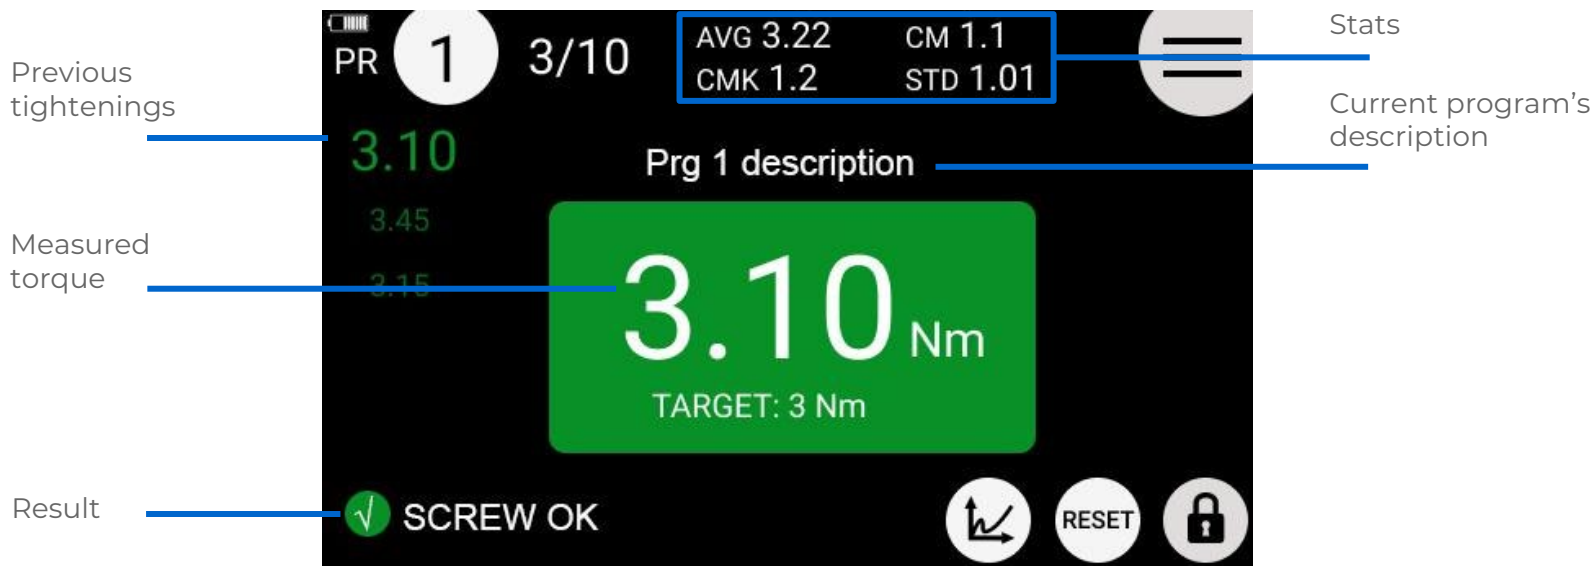 Stats
AVG 3.22 CM 1.1
CMK 1.2 STD 1.01
PR 1 3/10
Previous
tightenings
Current program's
description
3.10
Prg 1 description
3.45
Measured
torque
3.15
3.10 Nm
TARGET: 3 Nm
Result
√ SCREW OK
RESET